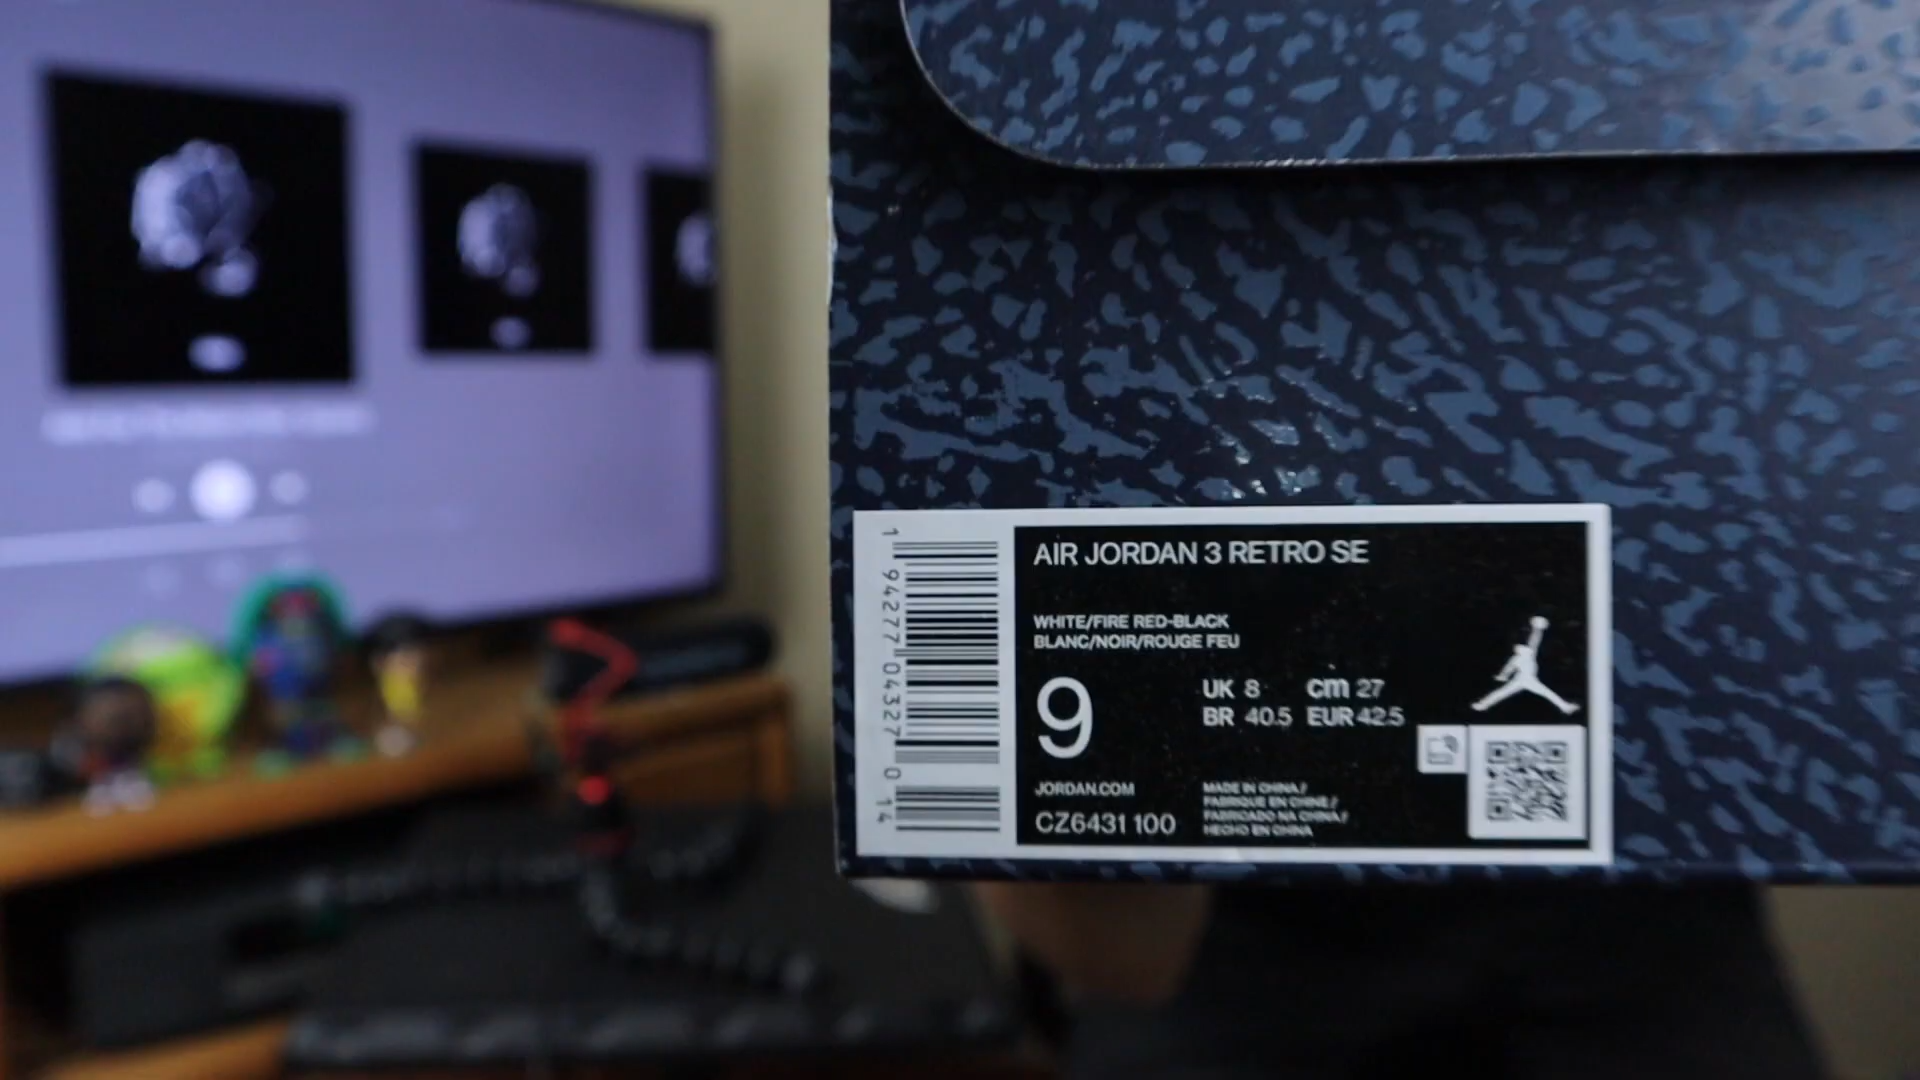 AIR JORDAN 3 RETRO SE
WHITE/FIRE RED-BLACK
BLANC/NOIR/ROUGE FEU
9
UK 8 cm 27
BR 40.5 EUR 42.5
JORDAN.COM
CZ6431 100
MADE IN CHINA /
FABRIQUE EN CHINE /
FABRICADO NA CHINA /
HECHO EN CHINA
1 94277 04327 0 14